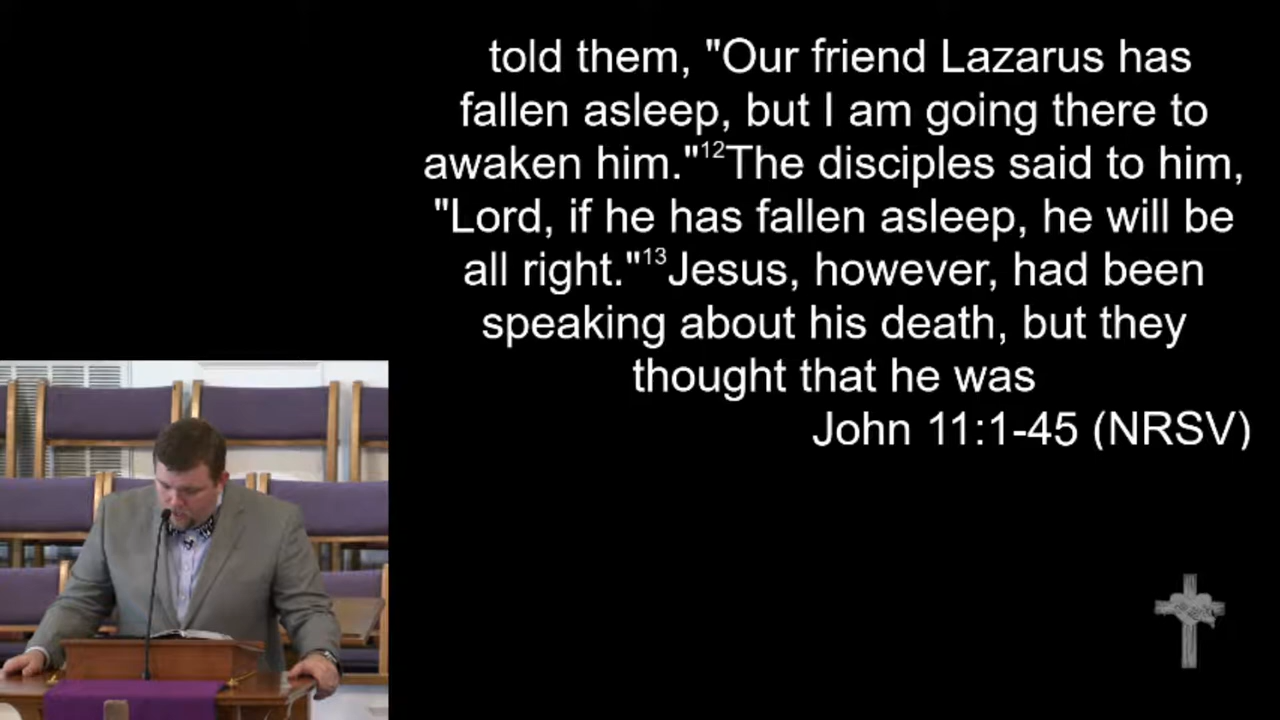 told them, "Our friend Lazarus has
fallen asleep, but I am going there to
awaken him."12The disciples said to him,
"Lord, if he has fallen asleep, he will be
all right."13Jesus, however, had been
speaking about his death, but they
thought that he was
John 11:1-45 (NRSV)